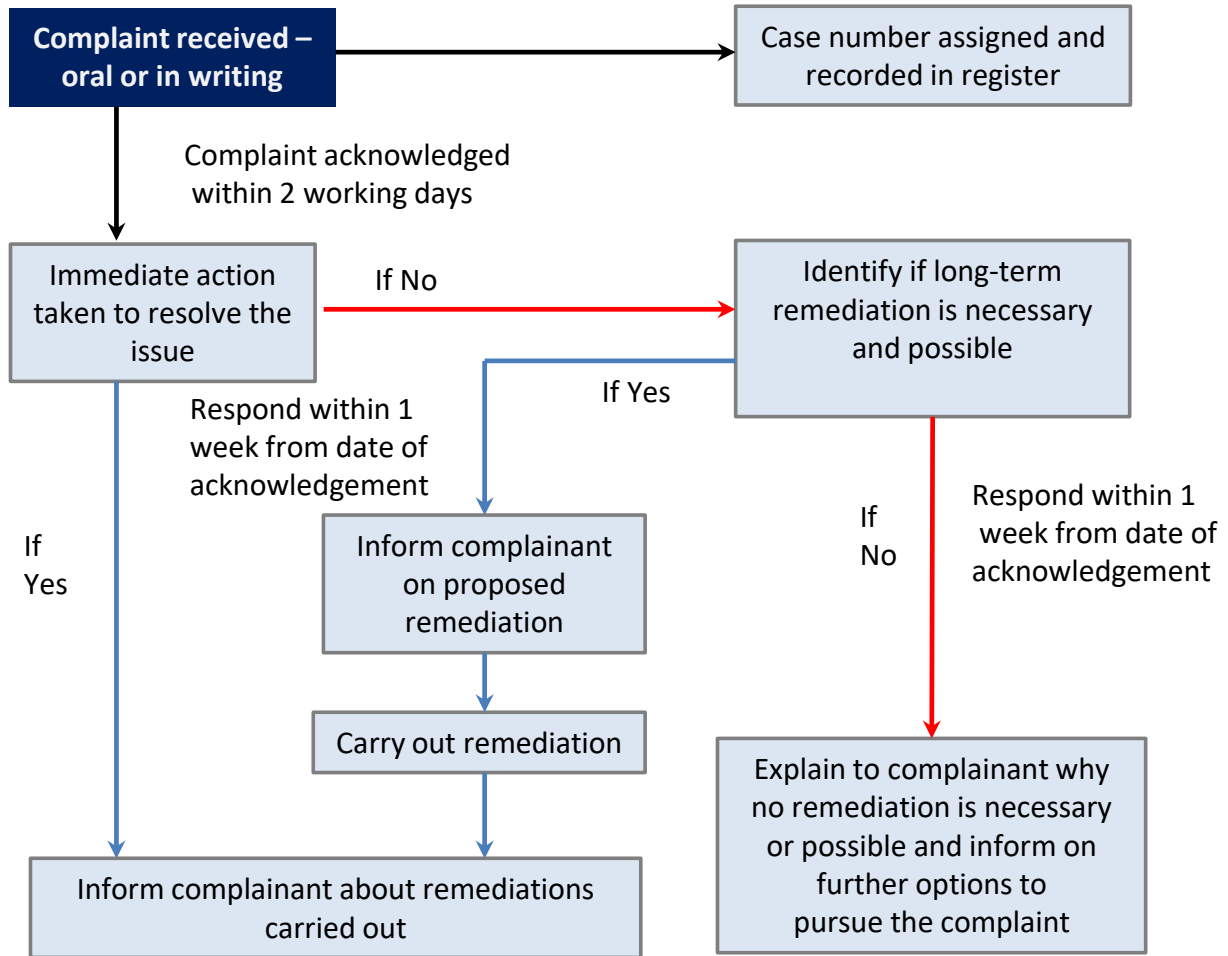 Complaint received –
oral or in writing
Case number assigned and
recorded in register
Complaint acknowledged
within 2 working days
Immediate action
taken to resolve the
issue
If No
Identify if long-term
remediation is necessary
and possible
If Yes
Respond within 1
week from date of
acknowledgement
If
Yes
Inform complainant
on proposed
remediation
If
No
Respond within 1
week from date of
acknowledgement
Carry out remediation
Explain to complainant why
no remediation is necessary
or possible and inform on
further options to
pursue the complaint
Inform complainant about remediations
carried out